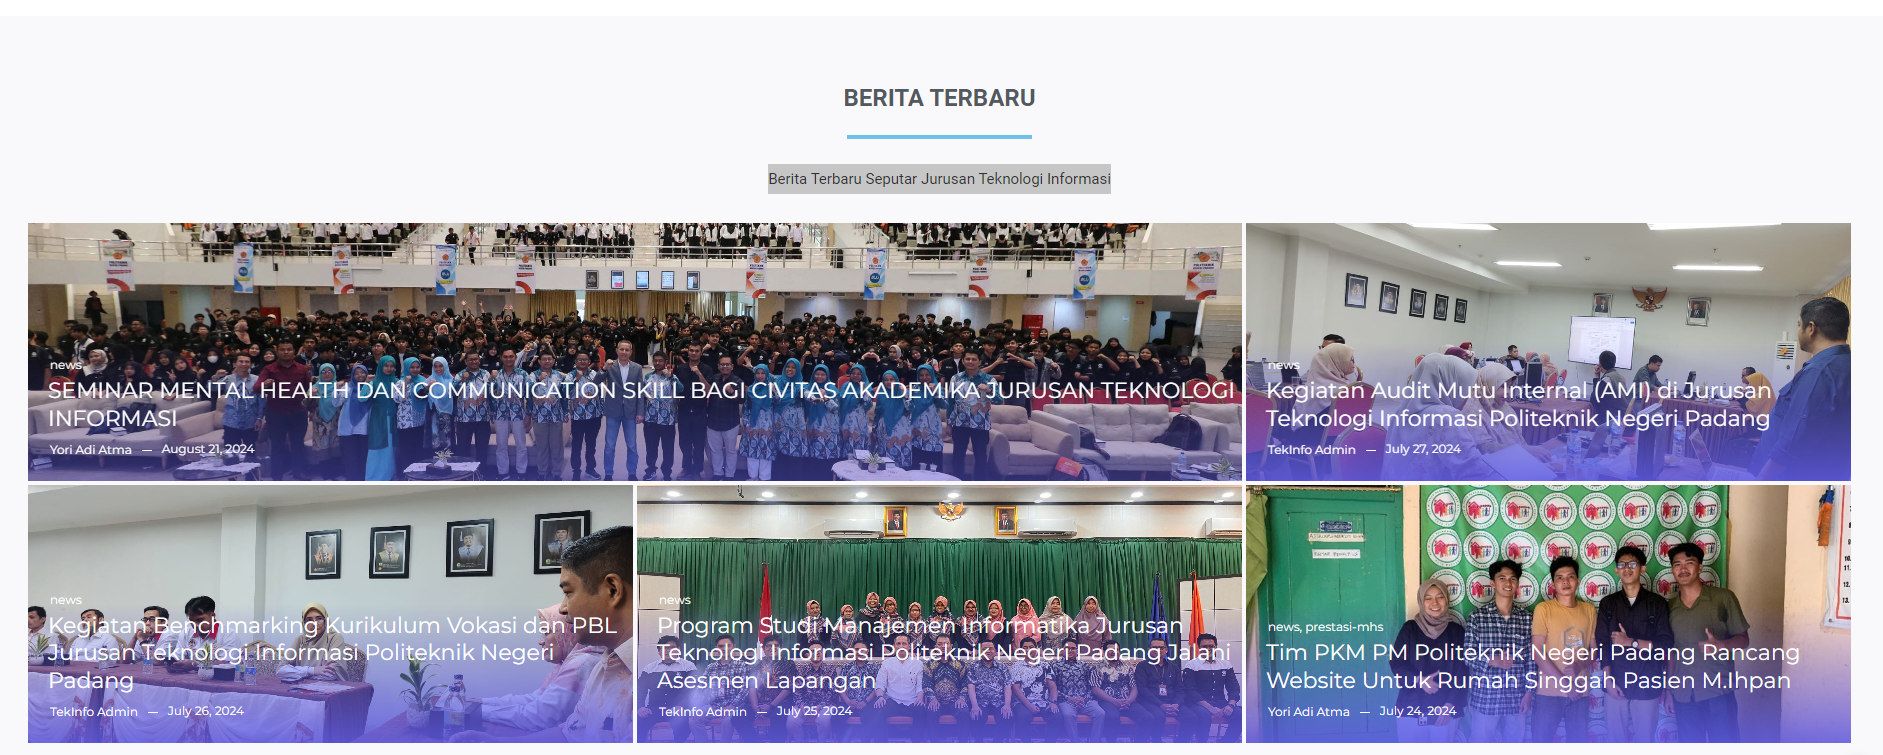 BERITA TERBARU
Berita Terbaru Seputar Jurusan Teknologi Informasi
news
SEMINAR MENTAL HEALTH DAN COMMUNICATION SKILL BAGI CIVITAS AKADEMIKA JURUSAN TEKNOLOGI
INFORMASI
Yori Adi Atma — August 21, 2024
news
Kegiatan Audit Mutu Internal (AMI) di Jurusan
Teknologi Informasi Politeknik Negeri Padang
TekInfo Admin — July 27, 2024
news
Kegiatan Benchmarking Kurikulum Vokasi dan PBL
Jurusan Teknologi Informasi Politeknik Negeri
Padang
TekInfo Admin — July 26, 2024
news
Program Studi Manajemen Informatika Jurusan
Teknologi Informasi Politeknik Negeri Padang Jalani
Asesmen Lapangan
TekInfo Admin — July 25, 2024
news, prestasi-mhs
Tim PKM PM Politeknik Negeri Padang Rancang
Website Untuk Rumah Singgah Pasien M.Ihpan
Yori Adi Atma — July 24, 2024